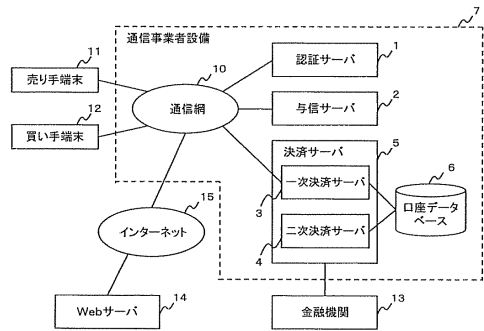 7
通信事業者設備
11
売り手端末
10
通信網
認証サーバ
1
12
買い手端末
与信サーバ
2
決済サーバ
5
一次決済サーバ
3
6
口座データ
ベース
15
インターネット
二次決済サーバ
4
Webサーバ
14
金融機関
13